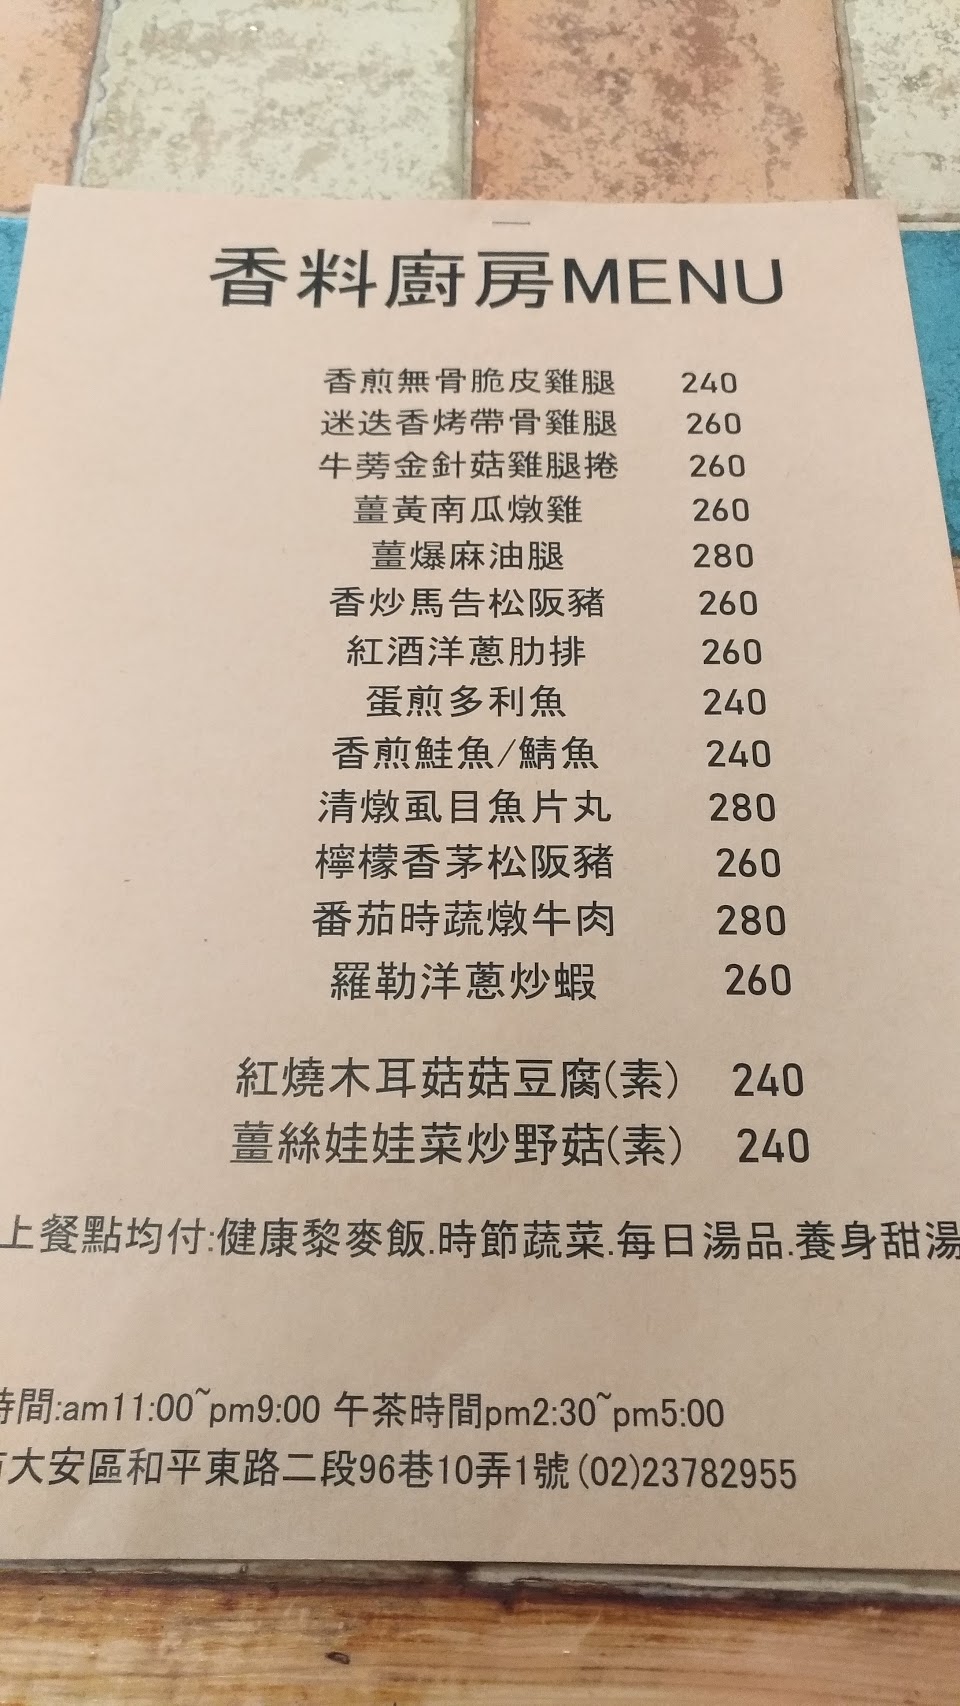 香料廚房MENU
香煎無骨脆皮雞腿 240
迷迭香烤帶骨雞腿 260
牛蒡金針菇雞腿捲 260
薑黃南瓜燉雞 260
薑爆麻油腿 280
香炒馬告松阪豬 260
紅酒洋蔥肋排 260
蛋煎多利魚 240
香煎鮭魚/鯖魚 240
清燉虱目魚片丸 280
檸檬香茅松阪豬 260
番茄時蔬燉牛肉 280
羅勒洋蔥炒蝦 260
紅燒木耳菇菇豆腐(素) 240
薑絲娃娃菜炒野菇(素) 240
上餐點均付:健康黎麥飯.時節蔬菜.每日湯品.養身甜湯
時間:am11:00~pm9:00 午茶時間pm2:30~pm5:00
大安區和平東路二段96巷10弄1號(02)23782955